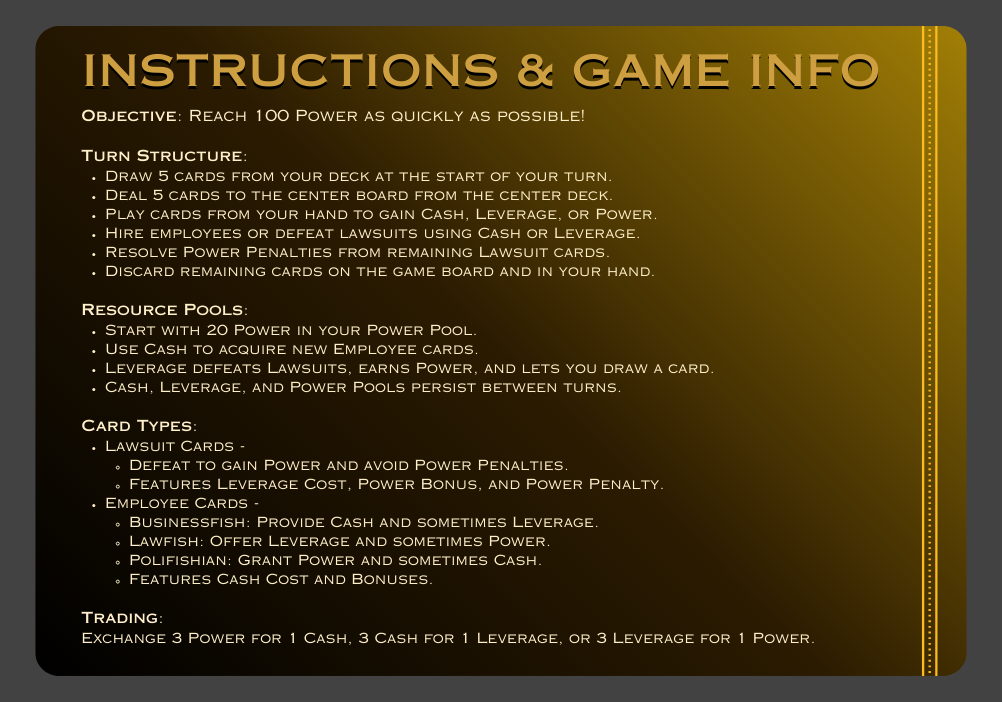 INSTRUCTIONS & GAME INFO
OBJECTIVE: REACH 100 POWER AS QUICKLY AS POSSIBLE!
TURN STRUCTURE:
• DRAW 5 CARDS FROM YOUR DECK AT THE START OF YOUR TURN.
• DEAL 5 CARDS TO THE CENTER BOARD FROM THE CENTER DECK.
• PLAY CARDS FROM YOUR HAND TO GAIN CASH, LEVERAGE, OR POWER.
• HIRE EMPLOYEES OR DEFEAT LAWSUITS USING CASH OR LEVERAGE.
• RESOLVE POWER PENALTIES FROM REMAINING LAWSUIT CARDS.
• DISCARD REMAINING CARDS ON THE GAME BOARD AND IN YOUR HAND.
RESOURCE POOLS:
• START WITH 20 POWER IN YOUR POWER POOL.
• USE CASH TO ACQUIRE NEW EMPLOYEE CARDS.
• LEVERAGE DEFEATS LAWSUITS, EARNS POWER, AND LETS YOU DRAW A CARD.
• CASH, LEVERAGE, AND POWER POOLS PERSIST BETWEEN TURNS.
CARD TYPES:
• LAWSUIT CARDS -
◦ DEFEAT TO GAIN POWER AND AVOID POWER PENALTIES.
◦ FEATURES LEVERAGE COST, POWER BONUS, AND POWER PENALTY.
• EMPLOYEE CARDS -
◦ BUSINESSFISH: PROVIDE CASH AND SOMETIMES LEVERAGE.
◦ LAWFISH: OFFER LEVERAGE AND SOMETIMES POWER.
◦ POLIFISHIAN: GRANT POWER AND SOMETIMES CASH.
◦ FEATURES CASH COST AND BONUSES.
TRADING:
EXCHANGE 3 POWER FOR 1 CASH, 3 CASH FOR 1 LEVERAGE, OR 3 LEVERAGE FOR 1 POWER.